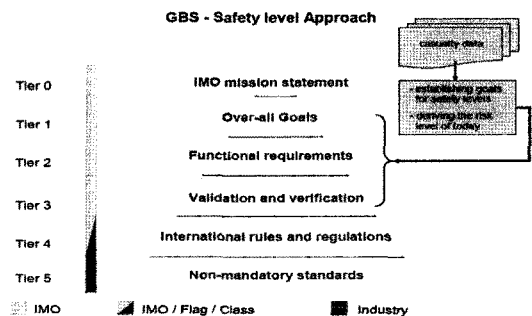 GBS - Safety level Approach
casualty data
- establishing goals
for safety levels
- deriving the risk
level of today
Tier 0
IMO mission statement
Tier 1
Over-all Goals
Tier 2
Functional requirements
Tier 3
Validation and verification
Tier 4
International rules and regulations
Tier 5
Non-mandatory standards
IMO
IMO / Flag / Class
Industry